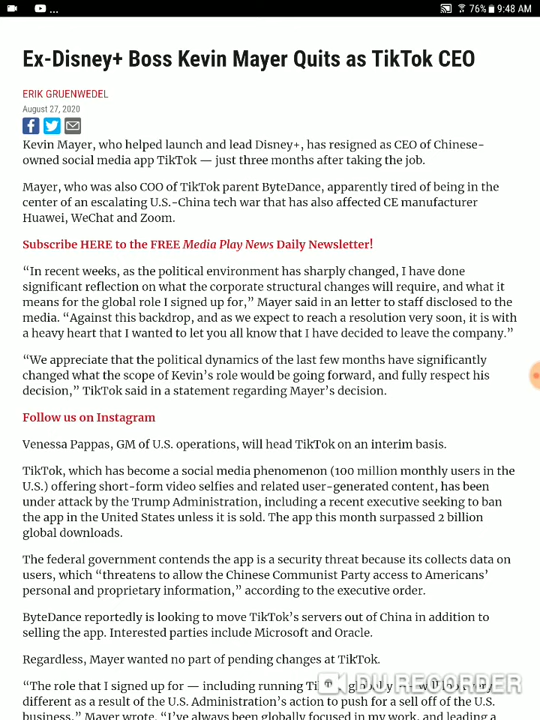 ... 76% 9:48 AM
Ex-Disney+ Boss Kevin Mayer Quits as TikTok CEO
ERIK GRUENWEDEL
August 27, 2020
Kevin Mayer, who helped launch and lead Disney+, has resigned as CEO of Chinese-
owned social media app TikTok — just three months after taking the job.
Mayer, who was also COO of TikTok parent ByteDance, apparently tired of being in the
center of an escalating U.S.-China tech war that has also affected CE manufacturer
Huawei, WeChat and Zoom.
Subscribe HERE to the FREE Media Play News Daily Newsletter!
“In recent weeks, as the political environment has sharply changed, I have done
significant reflection on what the corporate structural changes will require, and what it
means for the global role I signed up for,” Mayer said in an letter to staff disclosed to the
media. “Against this backdrop, and as we expect to reach a resolution very soon, it is with
a heavy heart that I wanted to let you all know that I have decided to leave the company.”
“We appreciate that the political dynamics of the last few months have significantly
changed what the scope of Kevin’s role would be going forward, and fully respect his
decision,” TikTok said in a statement regarding Mayer’s decision.
Follow us on Instagram
Venessa Pappas, GM of U.S. operations, will head TikTok on an interim basis.
TikTok, which has become a social media phenomenon (100 million monthly users in the
U.S.) offering short-form video selfies and related user-generated content, has been
under attack by the Trump Administration, including a recent executive seeking to ban
the app in the United States unless it is sold. The app this month surpassed 2 billion
global downloads.
The federal government contends the app is a security threat because its collects data on
users, which “threatens to allow the Chinese Communist Party access to Americans’
personal and proprietary information,” according to the executive order.
ByteDance reportedly is looking to move TikTok’s servers out of China in addition to
selling the app. Interested parties include Microsoft and Oracle.
Regardless, Mayer wanted no part of pending changes at TikTok.
“The role that I signed up for — including running TikTok globally — will look very
DU RECORDER
different as a result of the U.S. Administration’s action to push for a sell off of the U.S.
business,” Mayer wrote. “I’ve always been globally focused in my work, and leading a